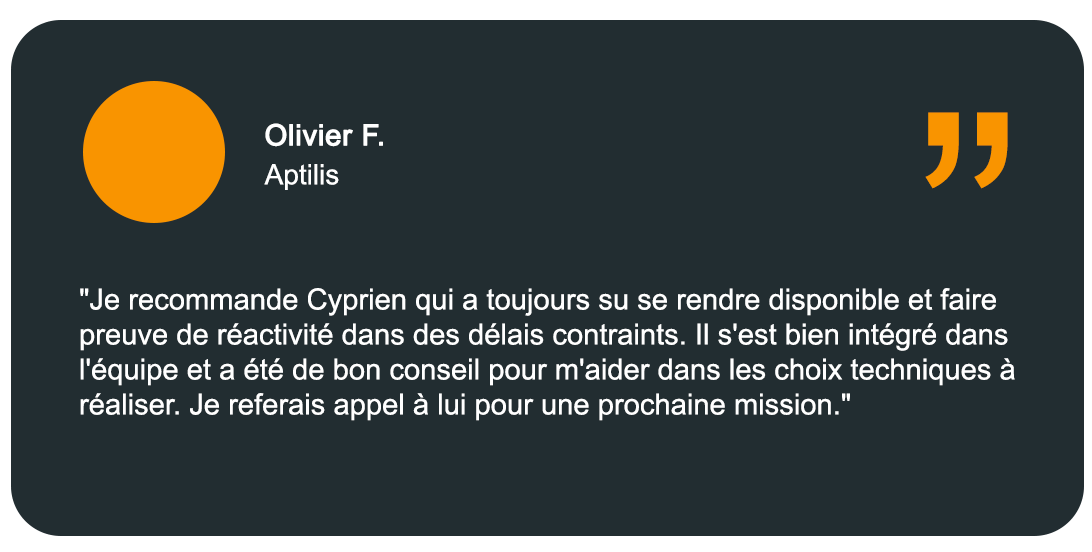 Olivier F.
Aptilis
"Je recommande Cyprien qui a toujours su se rendre disponible et faire
preuve de réactivité dans des délais contraints. Il s'est bien intégré dans
l'équipe et a été de bon conseil pour m'aider dans les choix techniques à
réaliser. Je referais appel à lui pour une prochaine mission."